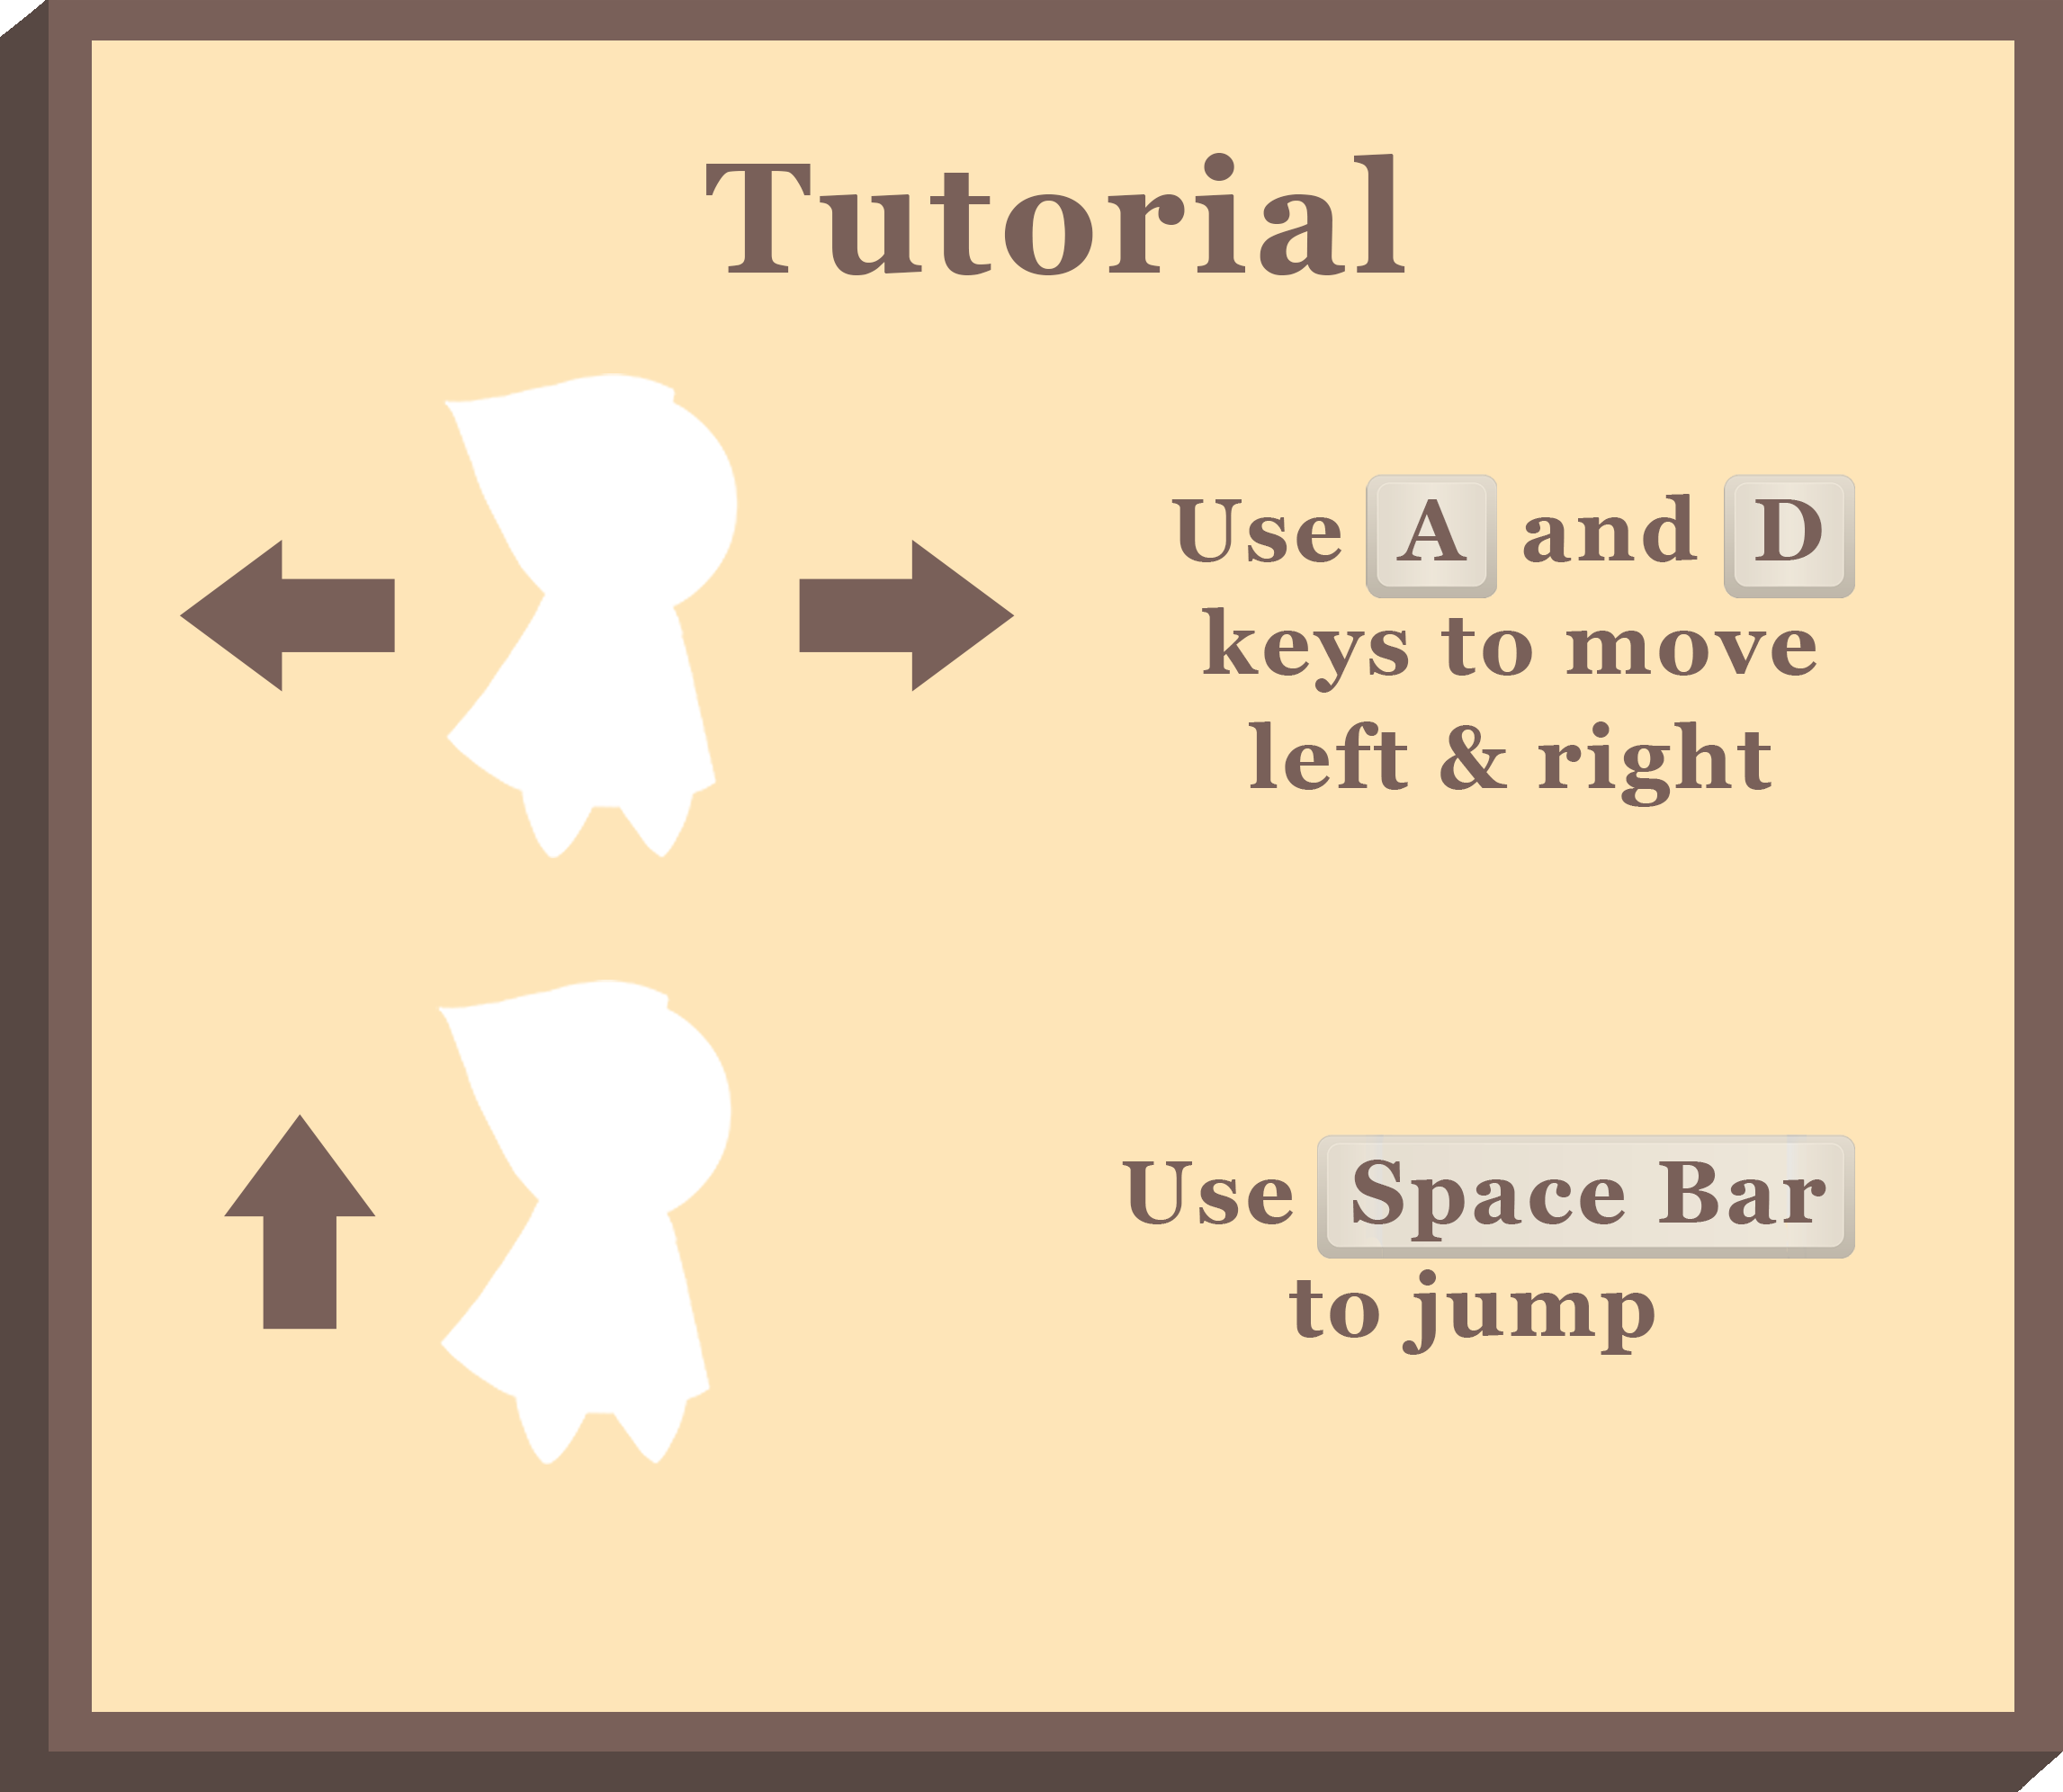 Tutorial
Use A and D
keys to move
left & right
Use Space Bar
to jump